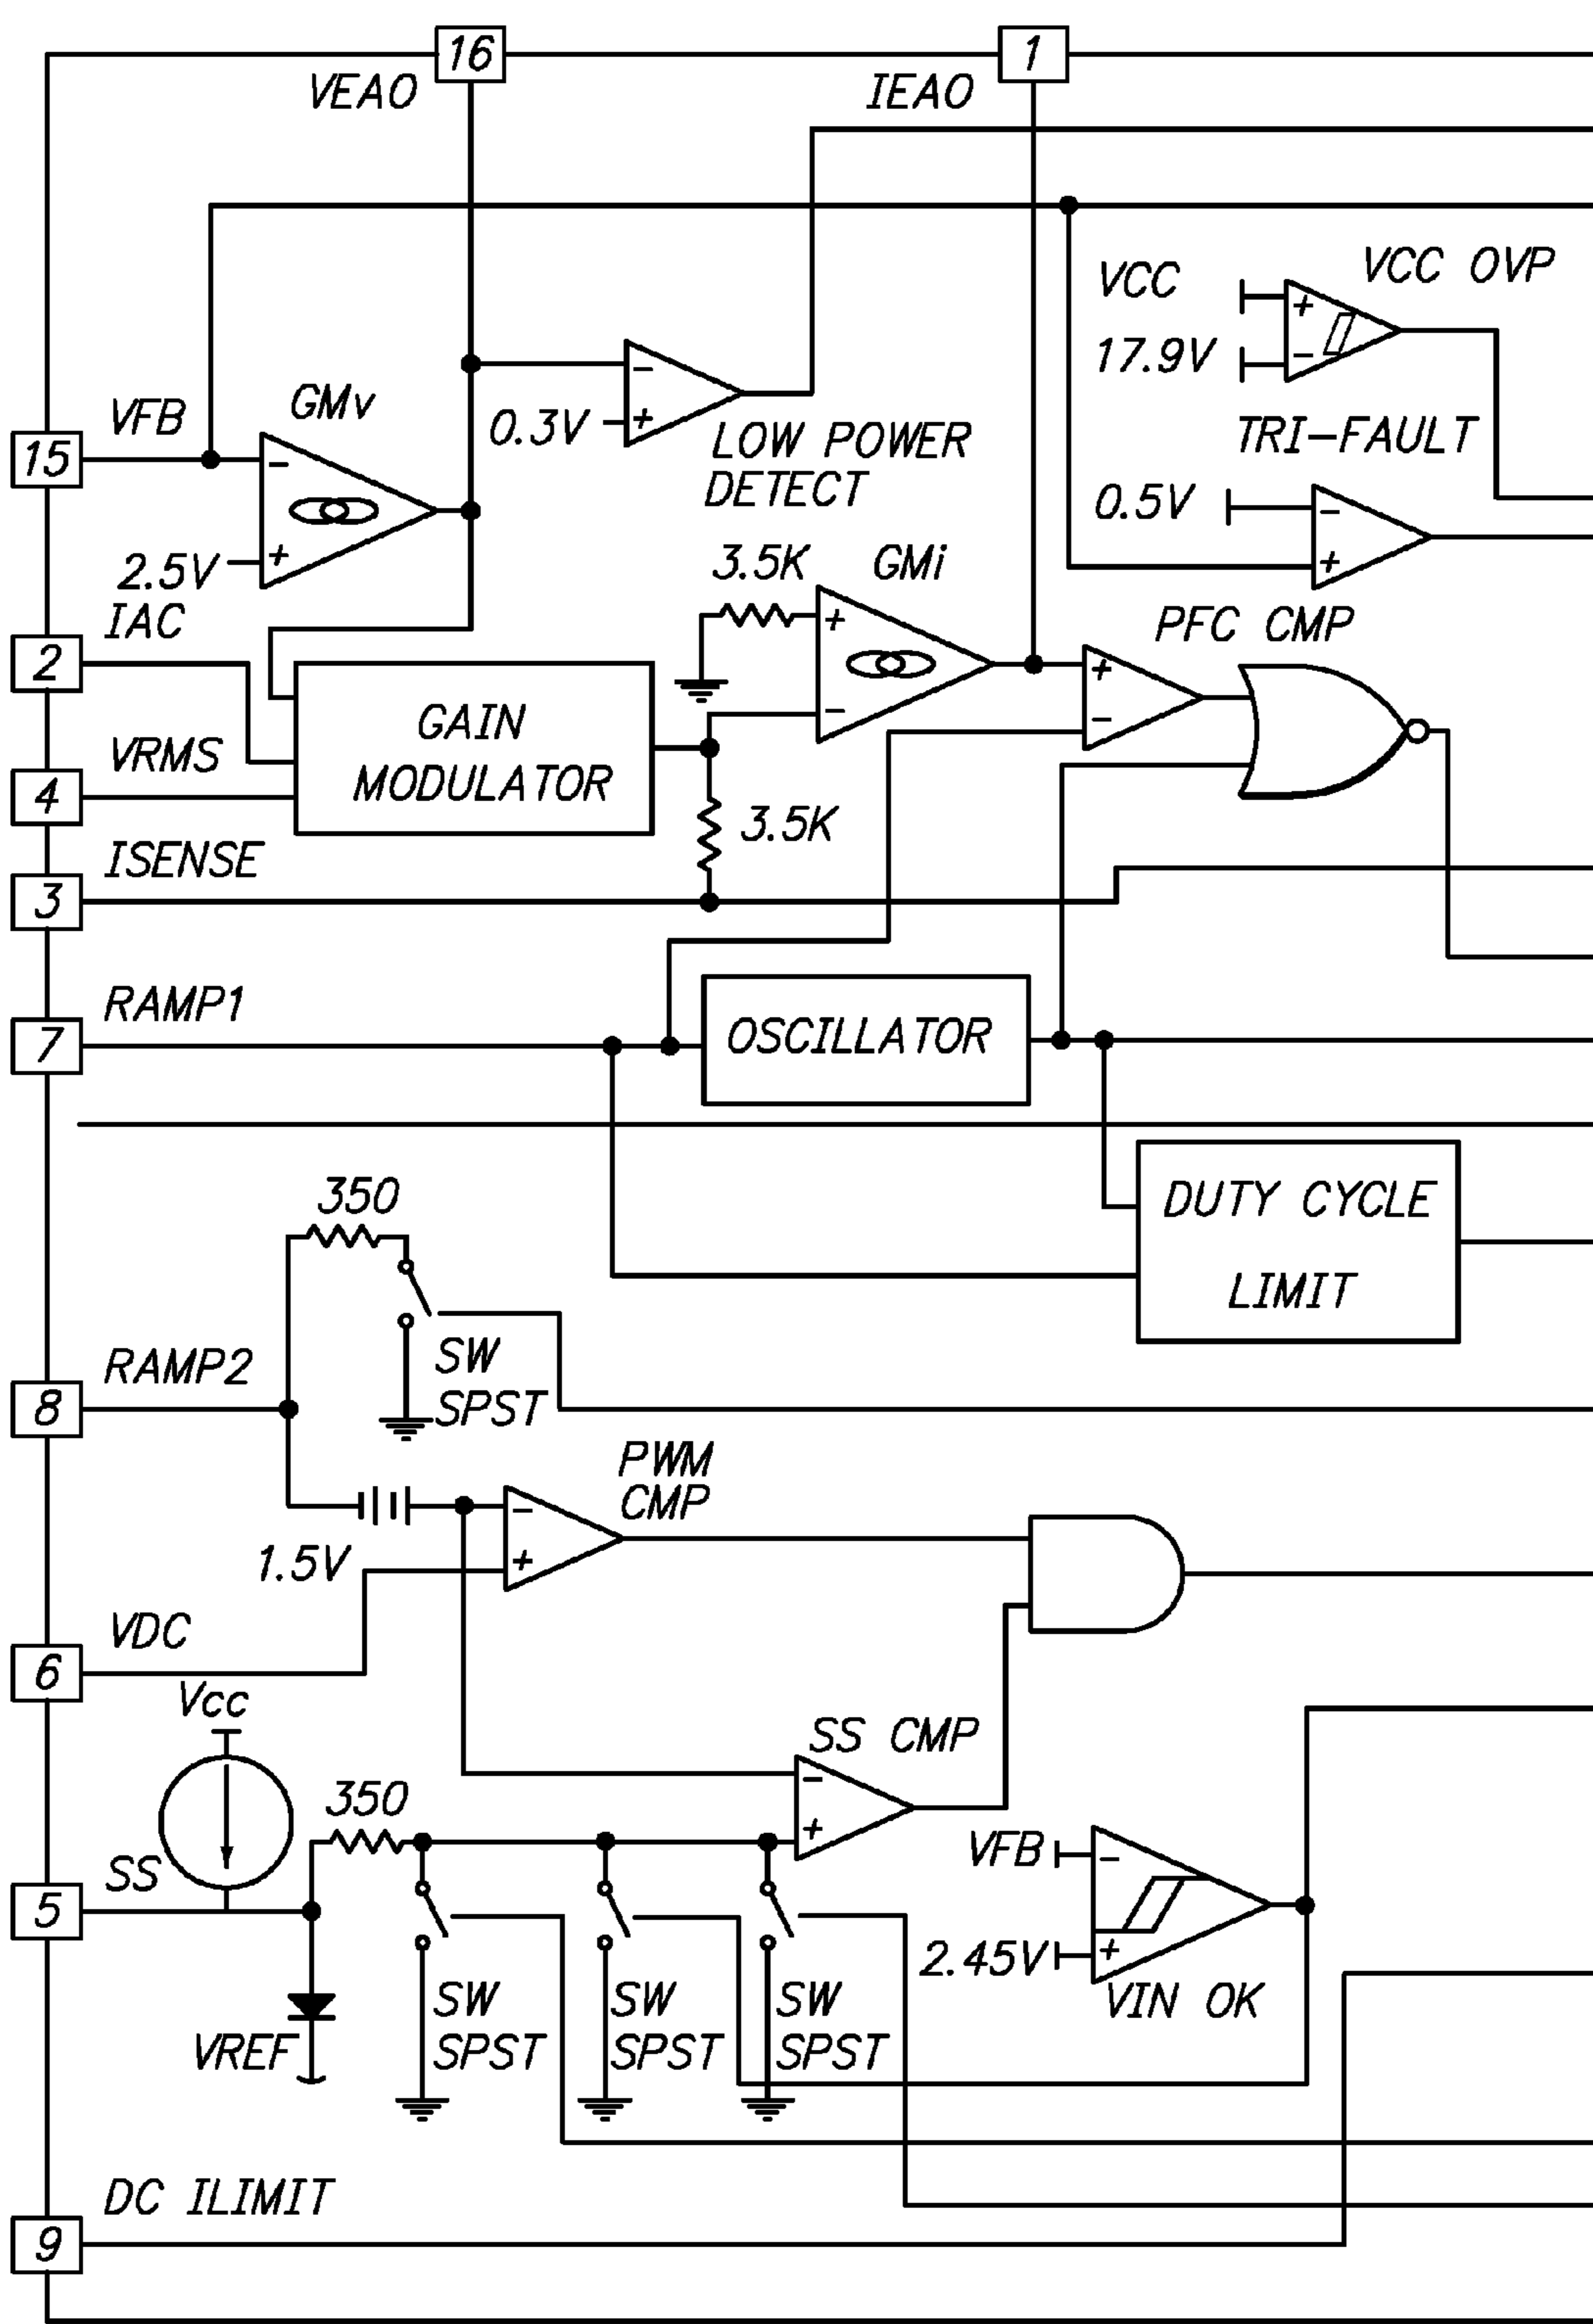 16
1
VEAO
IEAO
VCC
VCC OVP
+
17.9V
-
-
VFB
GMv
0.3V
+
LOW POWER
DETECT
TRI-FAULT
15
-
0.5V
-
2.5V
+
3.5K
GMi
+
IAC
+
PFC CMP
2
+
GAIN
MODULATOR
-
-
VRMS
4
3.5K
ISENSE
3
RAMP1
7
OSCILLATOR
350
DUTY CYCLE
LIMIT
RAMP2
8
SW
SPST
PWM
CMP
-
1.5V
+
VDC
6
Vcc
SS CMP
350
-
+
SS
5
VFB
-
2.45V
+
VIN OK
VREF
SW
SPST
SW
SPST
SW
SPST
DC ILIMIT
9